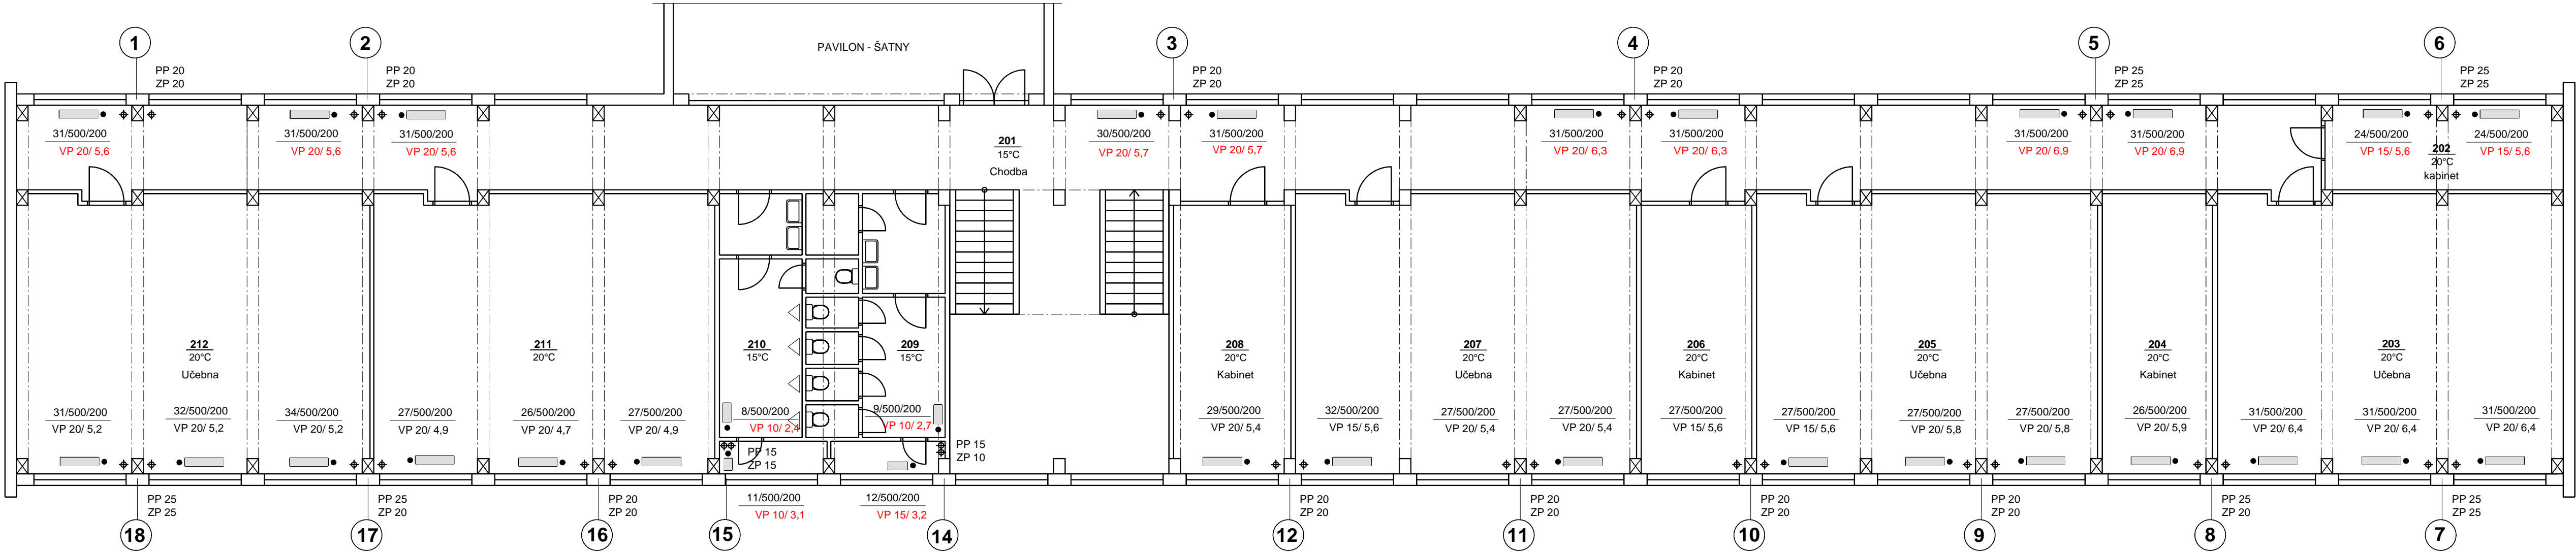 PAVILON - ŠATNY
1
2
3
4
5
6
PP 20
ZP 20
PP 20
ZP 20
PP 20
ZP 20
PP 20
ZP 20
PP 25
ZP 25
PP 25
ZP 25
31/500/200
VP 20/ 5,6
31/500/200
VP 20/ 5,6
31/500/200
VP 20/ 5,6
201
15°C
Chodba
30/500/200
VP 20/ 5,7
31/500/200
VP 20/ 5,7
31/500/200
VP 20/ 6,3
31/500/200
VP 20/ 6,3
31/500/200
VP 20/ 6,9
31/500/200
VP 20/ 6,9
24/500/200
VP 15/ 5,6
202
20°C
kabinet
24/500/200
VP 15/ 5,6
212
20°C
Učebna
211
20°C
210
15°C
209
15°C
208
20°C
Kabinet
207
20°C
Učebna
206
20°C
Kabinet
205
20°C
Učebna
204
20°C
Kabinet
203
20°C
Učebna
31/500/200
VP 20/ 5,2
32/500/200
VP 20/ 5,2
34/500/200
VP 20/ 5,2
27/500/200
VP 20/ 4,9
26/500/200
VP 20/ 4,7
27/500/200
VP 20/ 4,9
8/500/200
VP 10/ 2,4
9/500/200
VP 10/ 2,7
29/500/200
VP 20/ 5,4
32/500/200
VP 15/ 5,6
27/500/200
VP 20/ 5,4
27/500/200
VP 20/ 5,4
27/500/200
VP 15/ 5,6
27/500/200
VP 15/ 5,6
27/500/200
VP 20/ 5,8
27/500/200
VP 20/ 5,8
26/500/200
VP 20/ 5,9
31/500/200
VP 20/ 6,4
31/500/200
VP 20/ 6,4
31/500/200
VP 20/ 6,4
PP 15
ZP 15
PP 15
ZP 10
PP 25
ZP 25
PP 25
ZP 20
PP 20
ZP 20
11/500/200
VP 10/ 3,1
12/500/200
VP 15/ 3,2
PP 20
ZP 20
PP 20
ZP 20
PP 20
ZP 20
PP 20
ZP 20
PP 25
ZP 20
PP 25
ZP 25
18
17
16
15
14
12
11
10
9
8
7